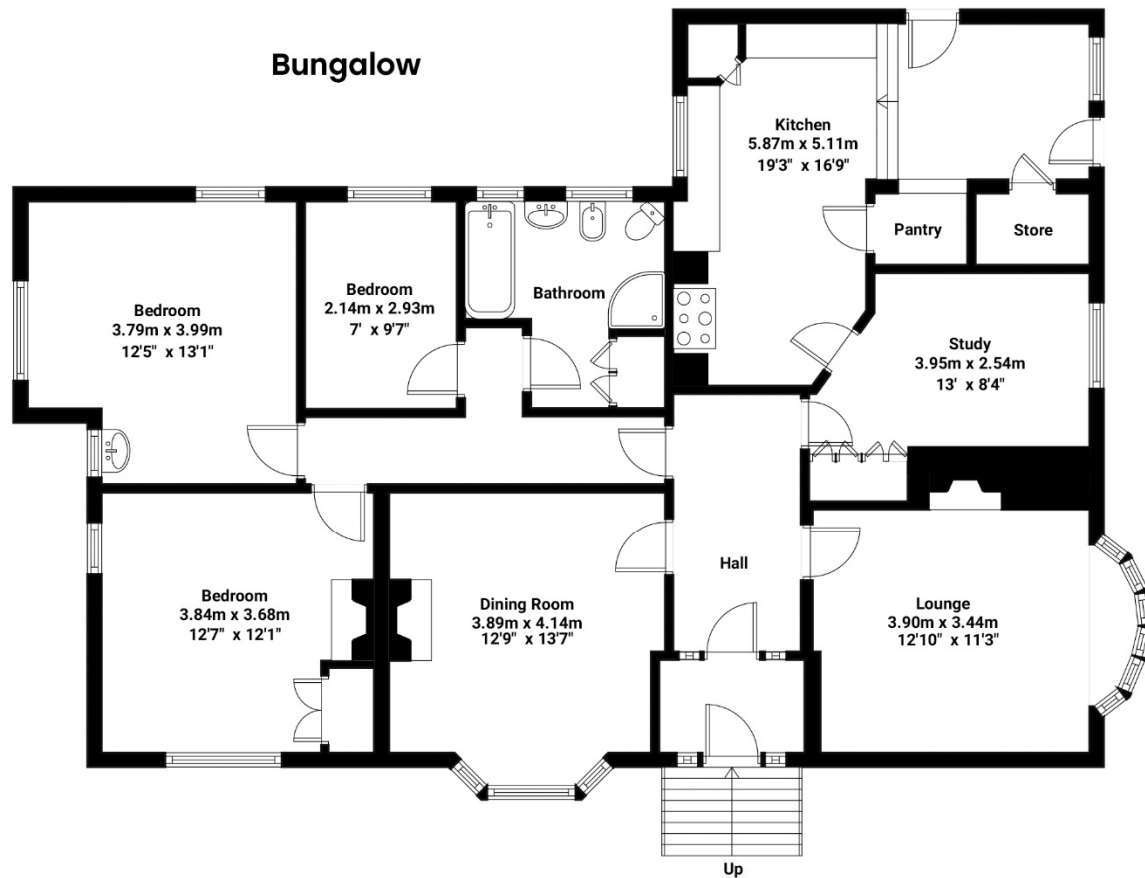 Bungalow
Kitchen
5.87m x 5.11m
19'3" x 16'9"
Pantry
Store
Bedroom
3.79m x 3.99m
12'5" x 13'1"
Bedroom
2.14m x 2.93m
7' x 9'7"
Bathroom
Study
3.95m x 2.54m
13' x 8'4"
Bedroom
3.84m x 3.68m
12'7" x 12'1"
Dining Room
3.89m x 4.14m
12'9" x 13'7"
Hall
Lounge
3.90m x 3.44m
12'10" x 11'3"
Up